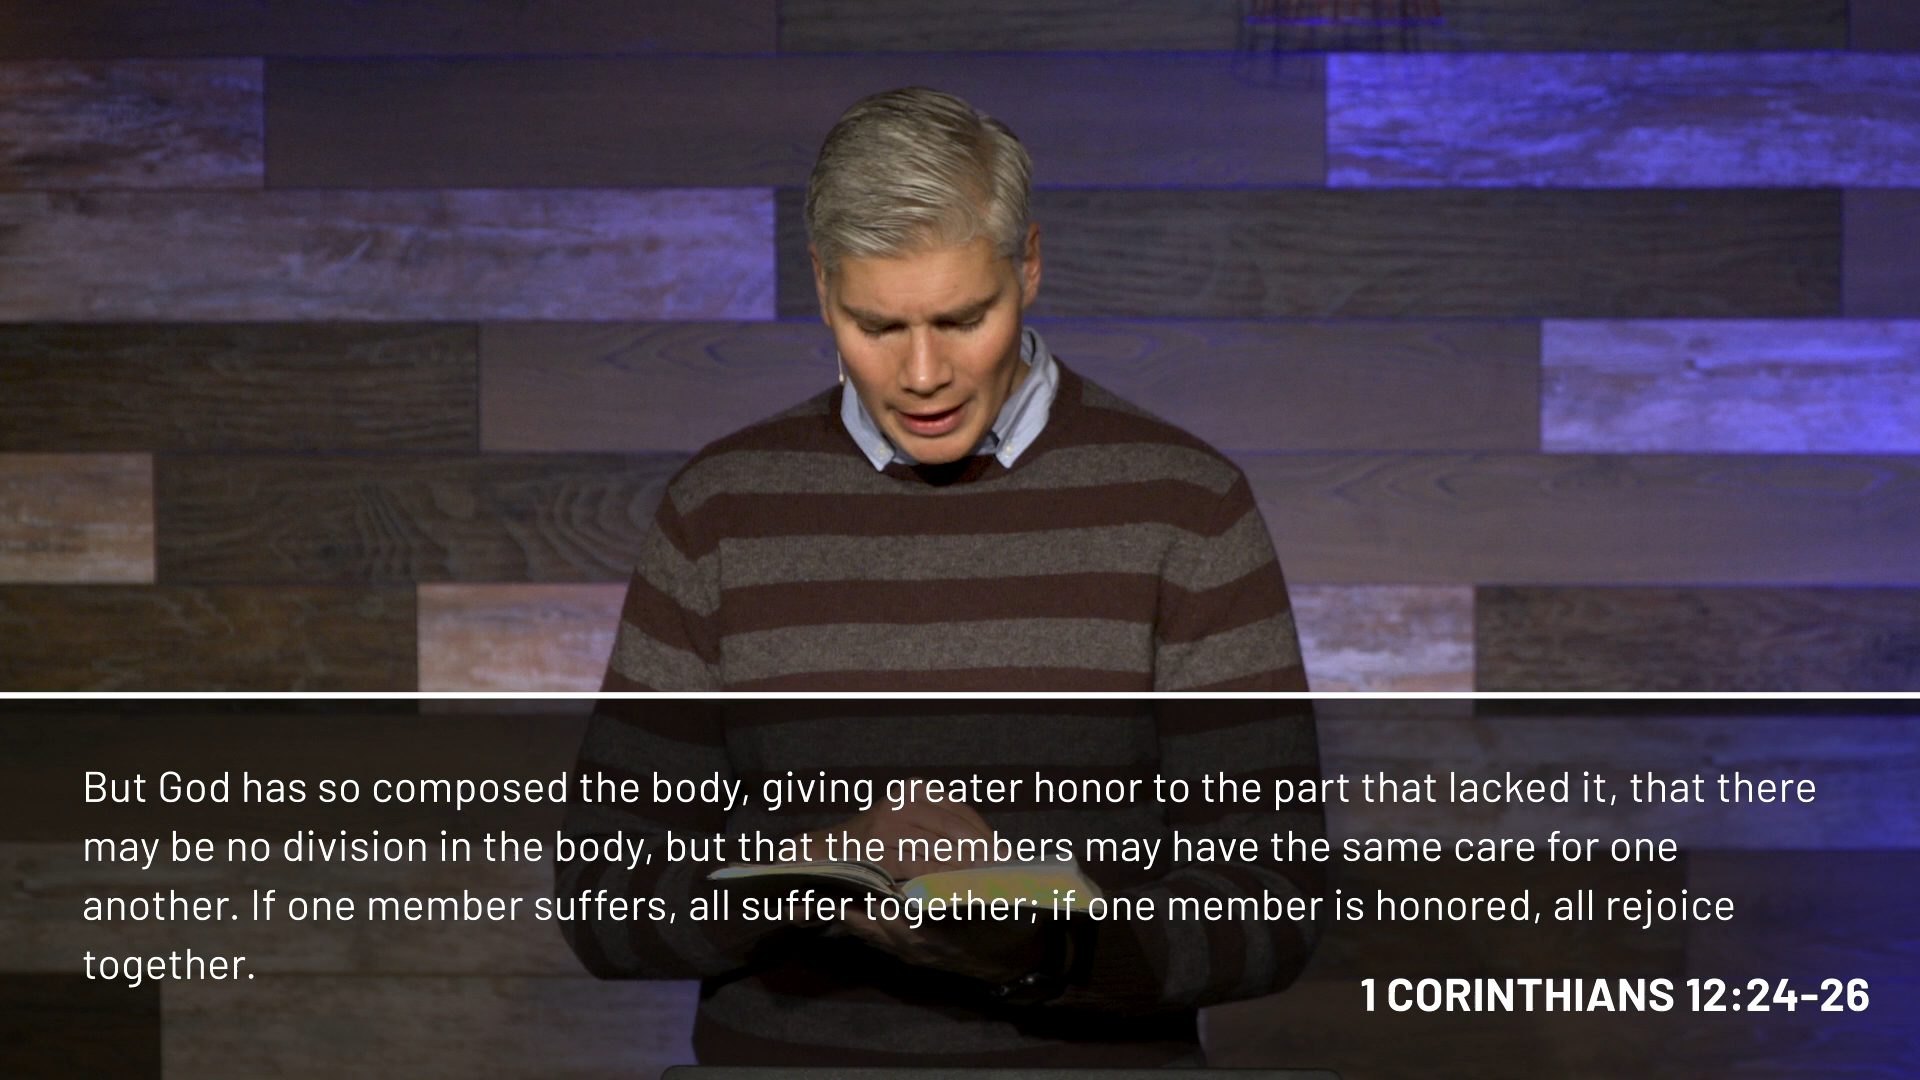 But God has so composed the body, giving greater honor to the part that lacked it, that there
may be no division in the body, but that the members may have the same care for one
another. If one member suffers, all suffer together; if one member is honored, all rejoice
together.
1 CORINTHIANS 12:24-26